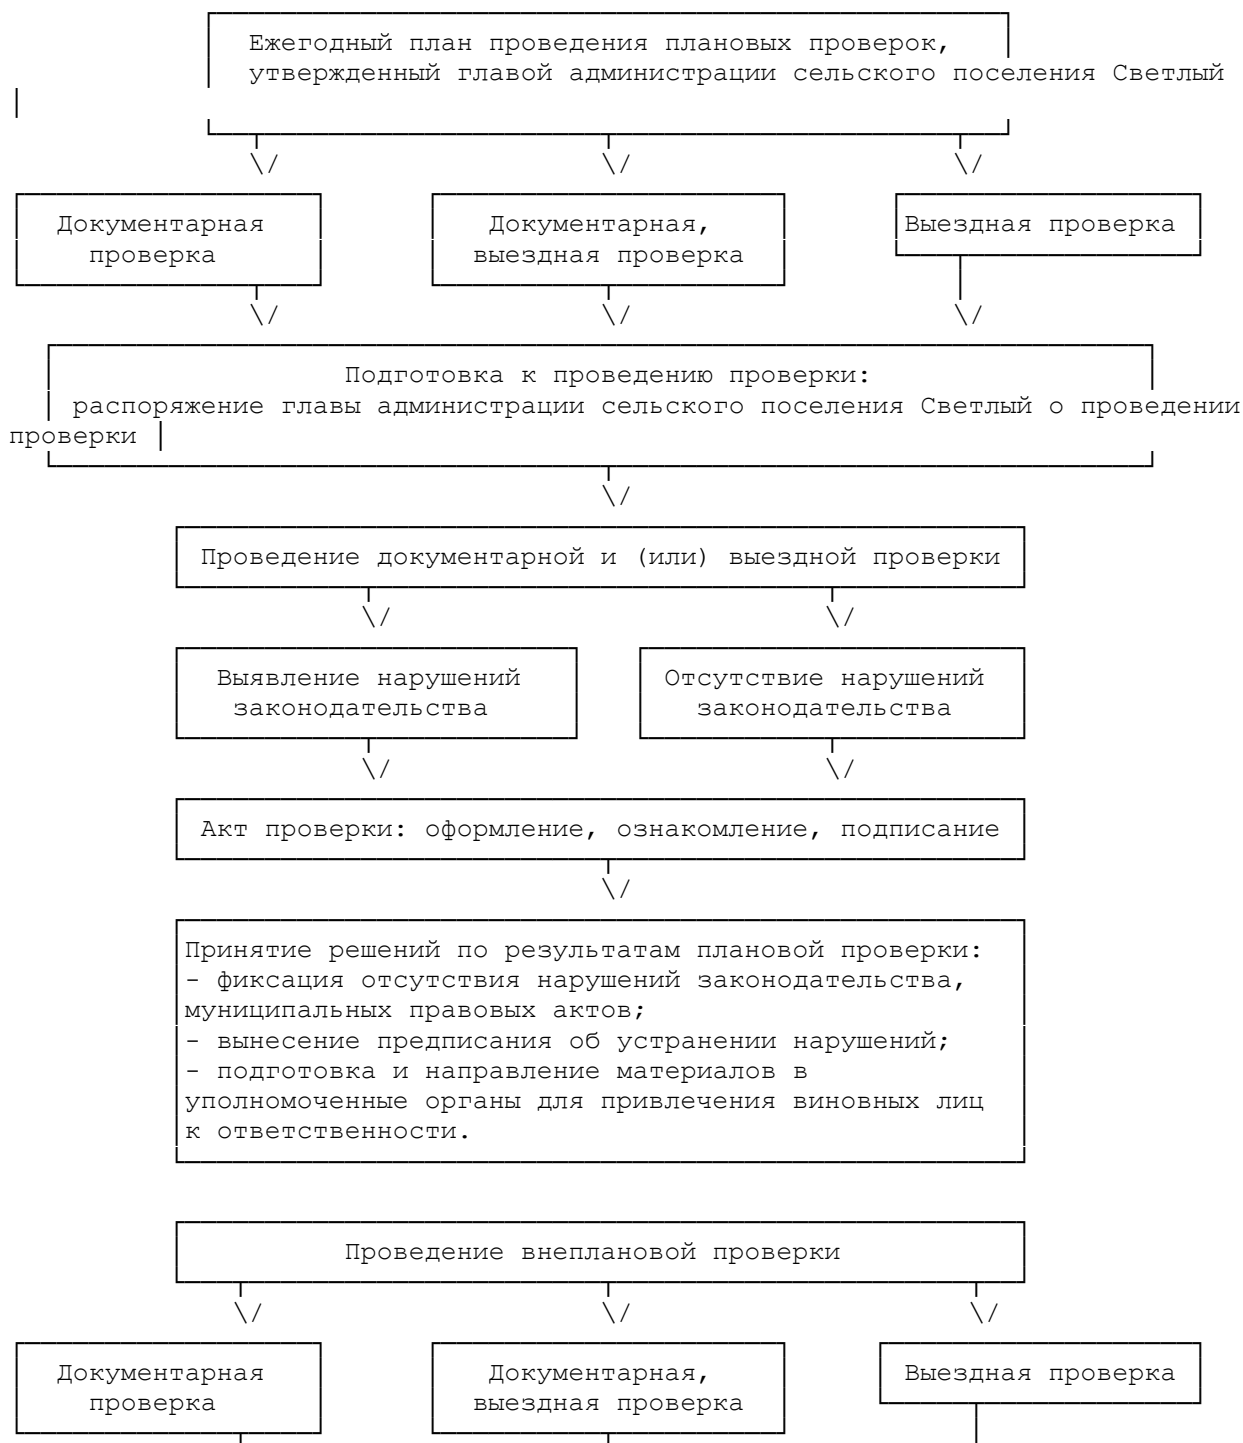 Ежегодный план проведения плановых проверок,
утвержденный главой администрации сельского поселения Светлый
\/ \/ \/
Документарная Документарная, Выездная проверка
проверка выездная проверка
\/ \/ \/
Подготовка к проведению проверки:
распоряжение главы администрации сельского поселения Светлый о проведении
проверки
\/
Проведение документарной и (или) выездной проверки
\/ \/
Выявление нарушений Отсутствие нарушений
законодательства законодательства
\/ \/
Акт проверки: оформление, ознакомление, подписание
\/
Принятие решений по результатам плановой проверки:
- фиксация отсутствия нарушений законодательства,
муниципальных правовых актов;
- вынесение предписания об устранении нарушений;
- подготовка и направление материалов в
уполномоченные органы для привлечения виновных лиц
к ответственности.
Проведение внеплановой проверки
\/ \/ \/
Документарная Документарная, Выездная проверка
проверка выездная проверка